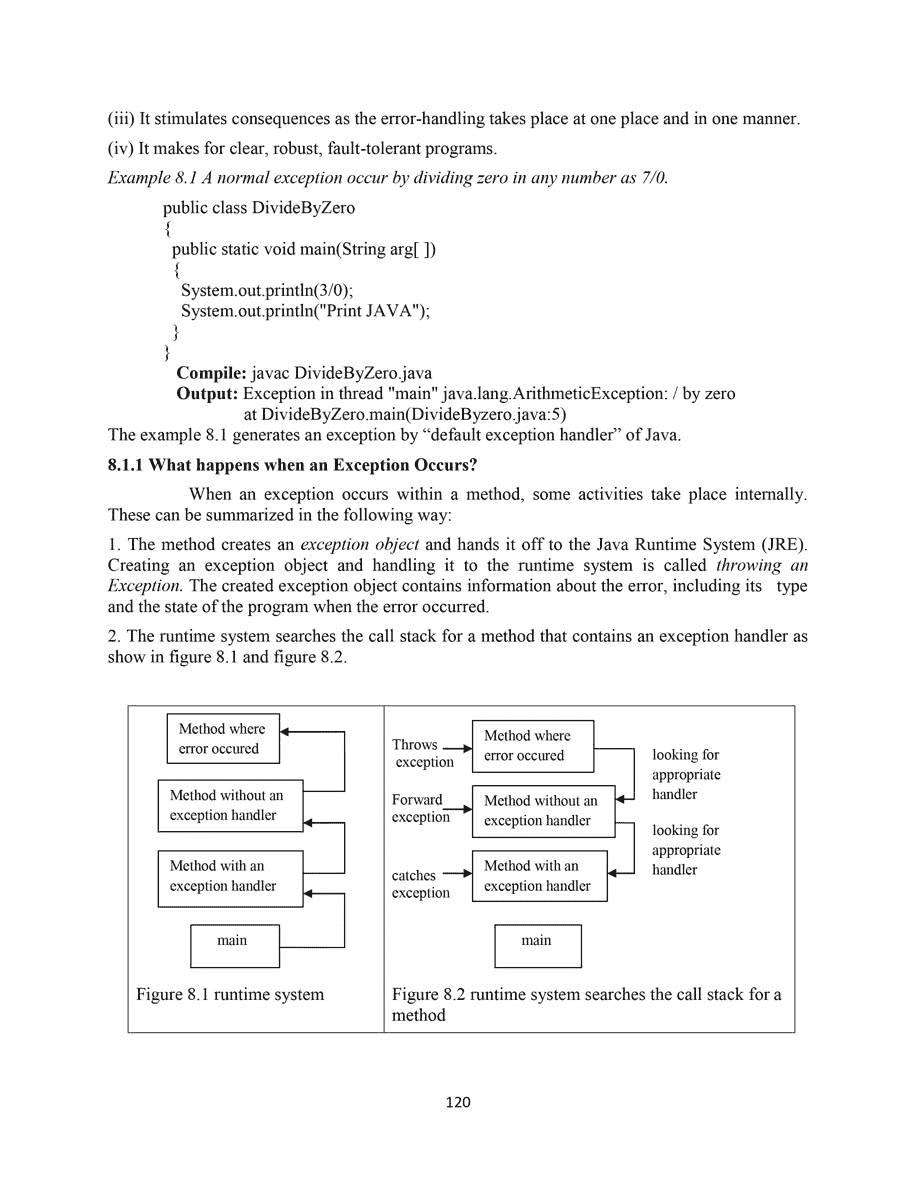 (iii) It stimulates consequences as the error-handling takes place at one place and in one manner.
(iv) It makes for clear, robust, fault-tolerant programs.
Example 8.1 A normal exception occur by dividing zero in any number as 7/0.
public class DivideByZero
{
public static void main(String arg[ ])
{
System.out.println(3/0);
System.out.println("Print JAVA");
}
}
Compile: javac DivideByZero.java
Output: Exception in thread "main" java.lang.ArithmeticException: / by zero
at DivideByZero.main(DivideByzero.java:5)
The example 8.1 generates an exception by “default exception handler” of Java.
8.1.1 What happens when an Exception Occurs?
When an exception occurs within a method, some activities take place internally.
These can be summarized in the following way:
1. The method creates an exception object and hands it off to the Java Runtime System (JRE).
Creating an exception object and handling it to the runtime system is called throwing an
Exception. The created exception object contains information about the error, including its type
and the state of the program when the error occurred.
2. The runtime system searches the call stack for a method that contains an exception handler as
show in figure 8.1 and figure 8.2.
Method where
error occured
Method without an
exception handler
Method with an
exception handler
main
Figure 8.1 runtime system
Throws
exception
Method where
error occured
looking for
appropriate
handler
Forward
exception
Method without an
exception handler
looking for
appropriate
handler
catches
exception
Method with an
exception handler
main
Figure 8.2 runtime system searches the call stack for a
method
120